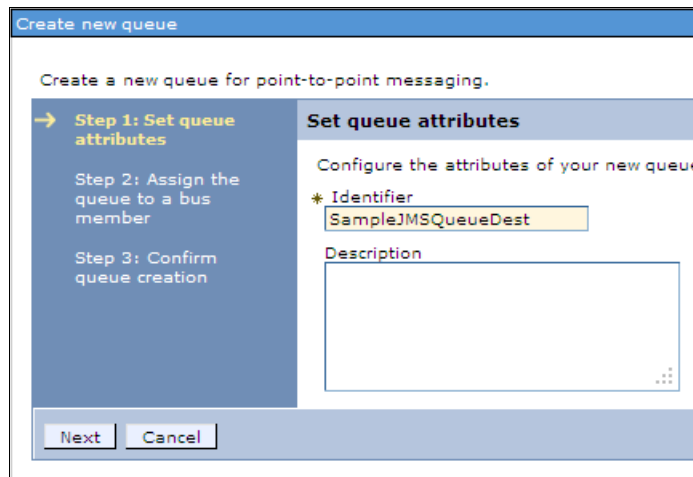 Create new queue
Create a new queue for point-to-point messaging.
Step 1: Set queue
attributes
Step 2: Assign the
queue to a bus
member
Step 3: Confirm
queue creation
Set queue attributes
Configure the attributes of your new queue
* Identifier
SampleJMSQueueDest
Description
Next
Cancel